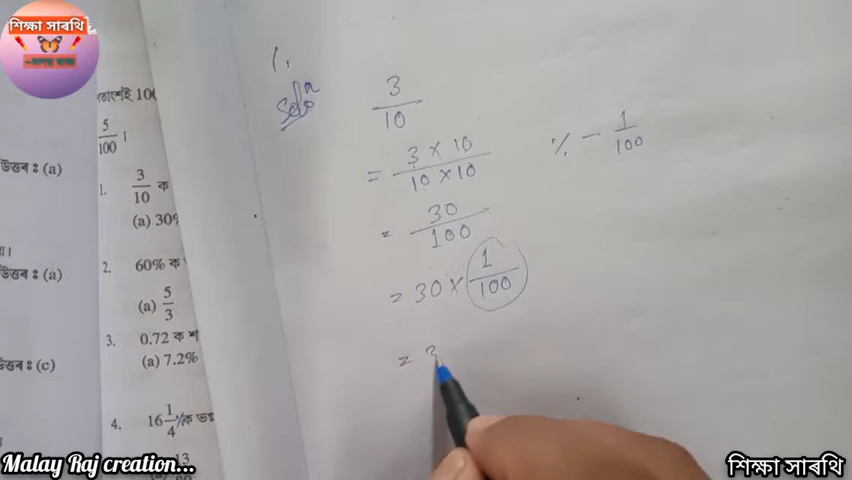 শিক্ষা সাৰথি
~মলয় ৰাজ
5/100 ।
উত্তৰ : (a)
1. 3/10 ক
(a) 30%
উত্তৰ : (a)
2. 60% ক
(a) 5/3
3. 0.72 ক শ
উত্তৰ : (c)
(a) 7.2%
4. 16 1/4 % ক ভগ্ন
13
1.
Soln
3/10
= 3 × 10 / 10 × 10
% - 1/100
= 30/100
= 30 × 1/100
= 3
Malay Raj creation...
শিক্ষা সাৰথি